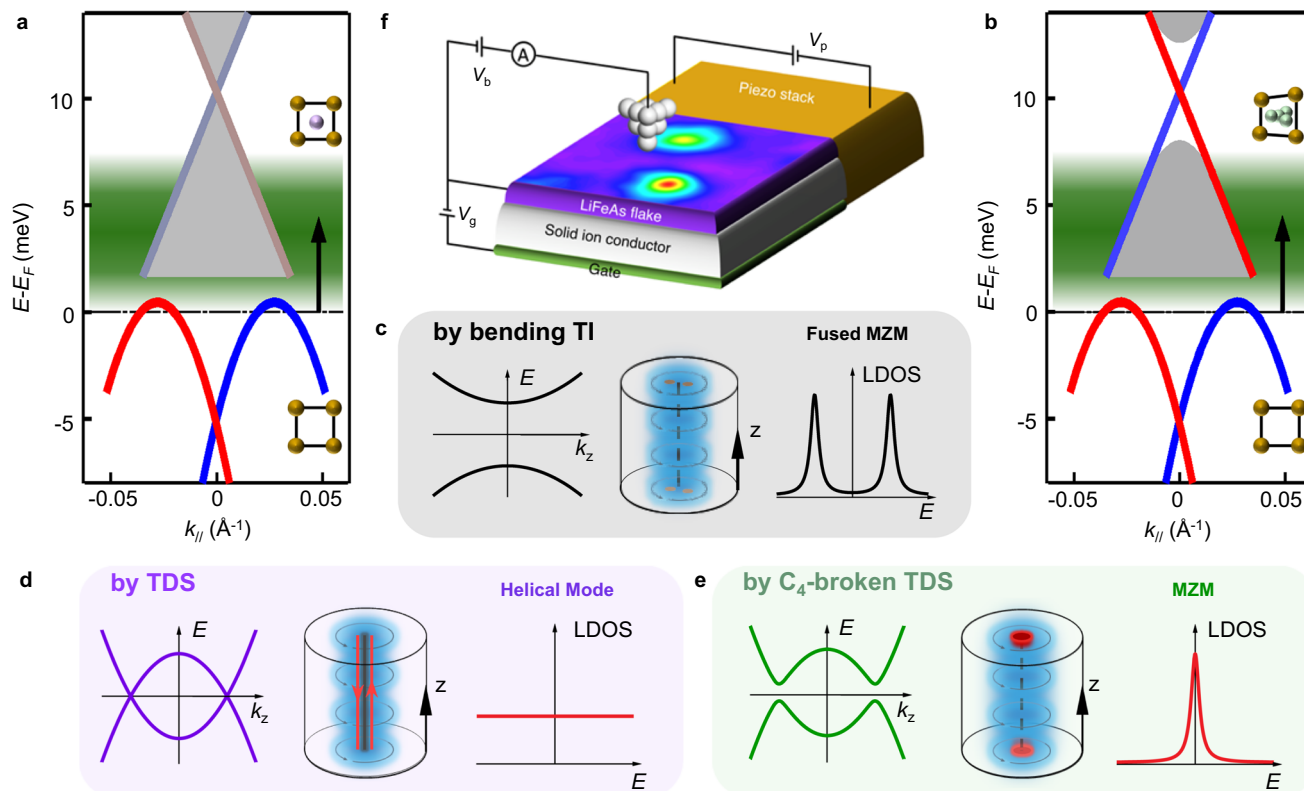 a
10
5
0
-5
E-E_F (meV)
-0.05
0
0.05
k_// (Å⁻¹)
f
V_b
A
V_p
V_g
Piezo stack
LiFeAs flake
Solid ion conductor
Gate
b
10
5
0
-5
E-E_F (meV)
-0.05
0
0.05
k_// (Å⁻¹)
c
by bending TI
Fused MZM
E
k_z
z
LDOS
E
d
by TDS
Helical Mode
E
k_z
z
LDOS
E
e
by C₄-broken TDS
MZM
E
k_z
z
LDOS
E